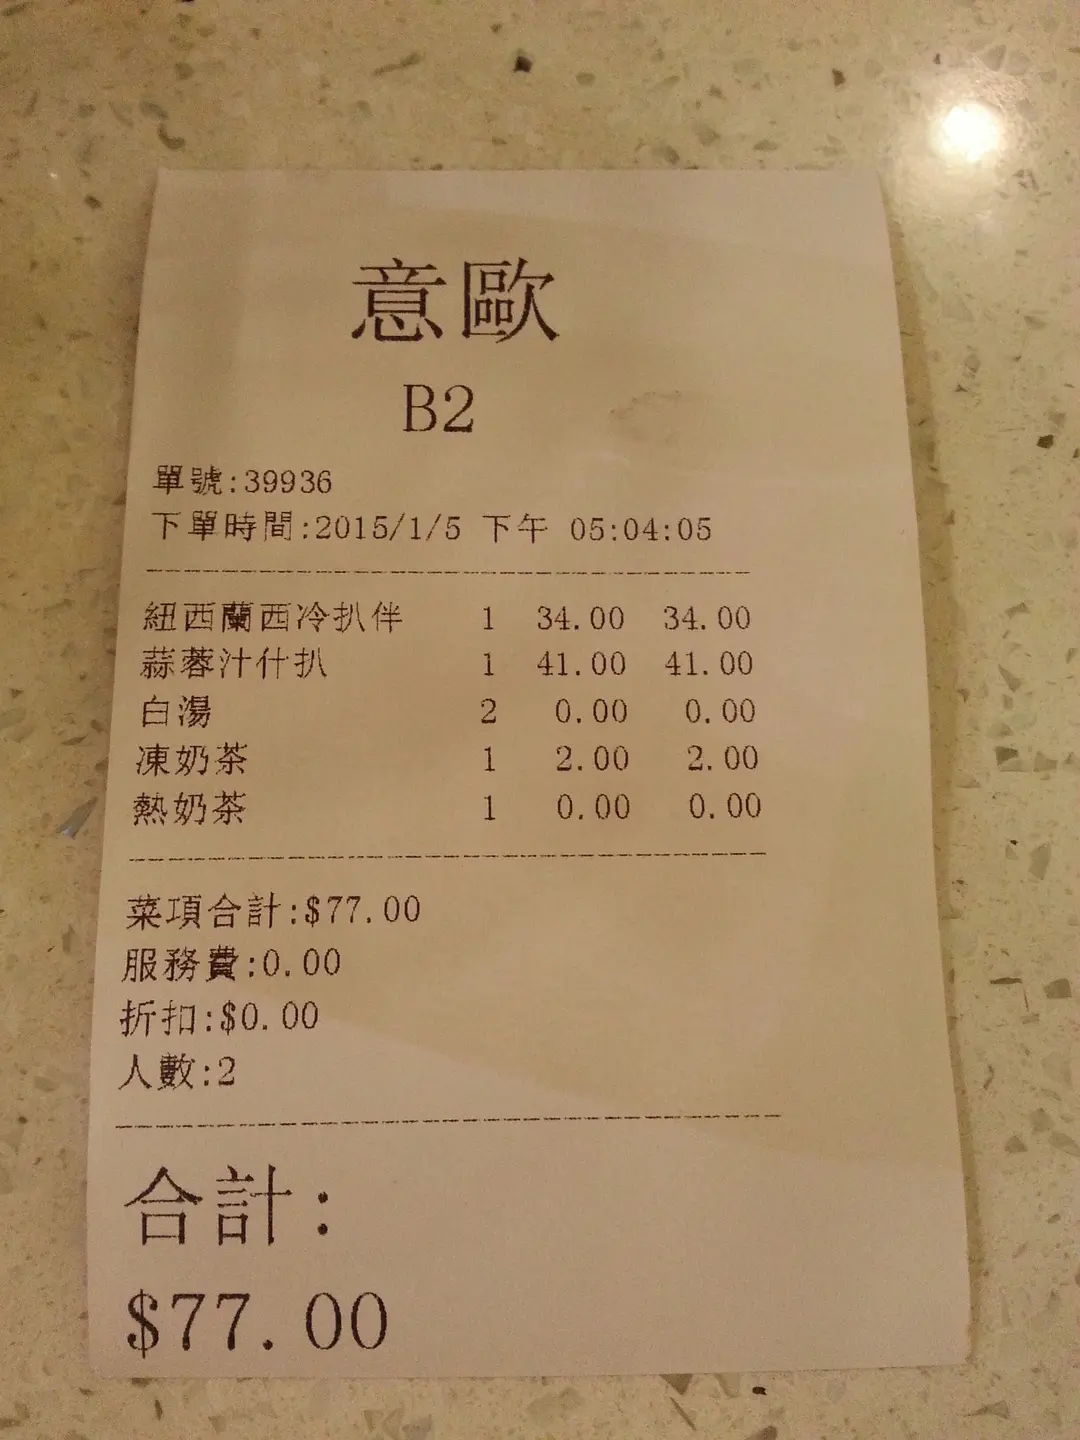 意歐
B2
單號:39936
下單時間:2015/1/5 下午 05:04:05
紐西蘭西冷扒伴 1 34.00 34.00
蒜蓉汁什扒 1 41.00 41.00
白湯 2 0.00 0.00
凍奶茶 1 2.00 2.00
熱奶茶 1 0.00 0.00
菜項合計:$77.00
服務費:0.00
折扣:$0.00
人數:2
合計:
$77.00